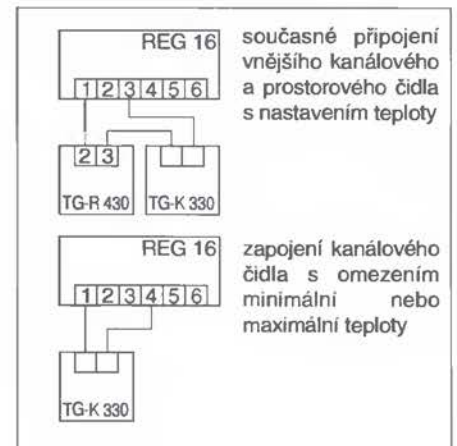 REG 16
1 2 3 4 5 6
2 3
TG-R 430 TG-K 330
současné připojení
vnějšího kanálového
a prostorového čidla
s nastavením teploty
REG 16
1 2 3 4 5 6
TG-K 330
zapojení kanálového
čidla s omezením
minimální nebo
maximální teploty